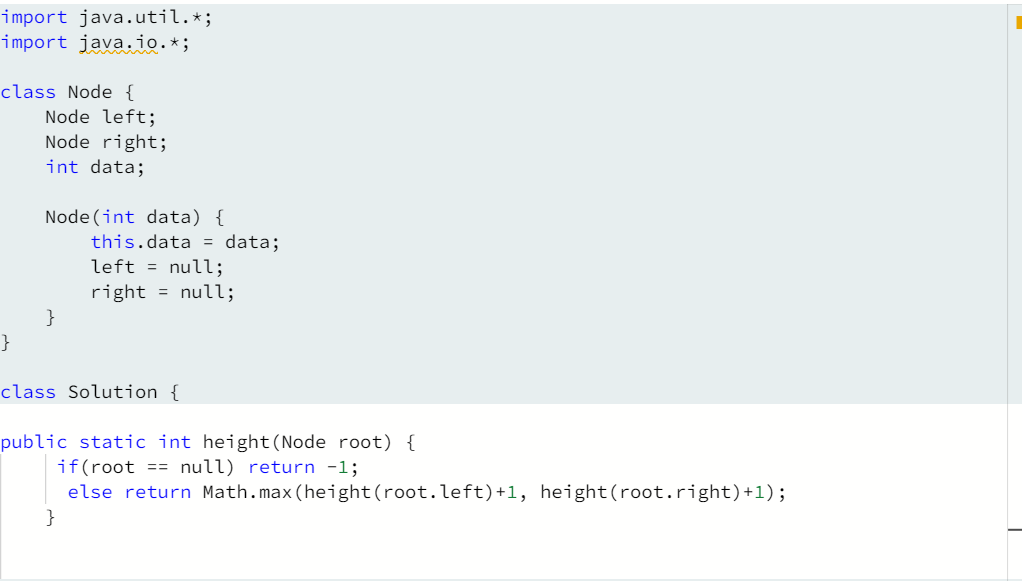 import java.util.*;
import java.io.*;
class Node {
    Node left;
    Node right;
    int data;
    Node(int data) {
        this.data = data;
        left = null;
        right = null;
    }
}
class Solution {
public static int height(Node root) {
     if(root == null) return -1;
      else return Math.max(height(root.left)+1, height(root.right)+1);
    }